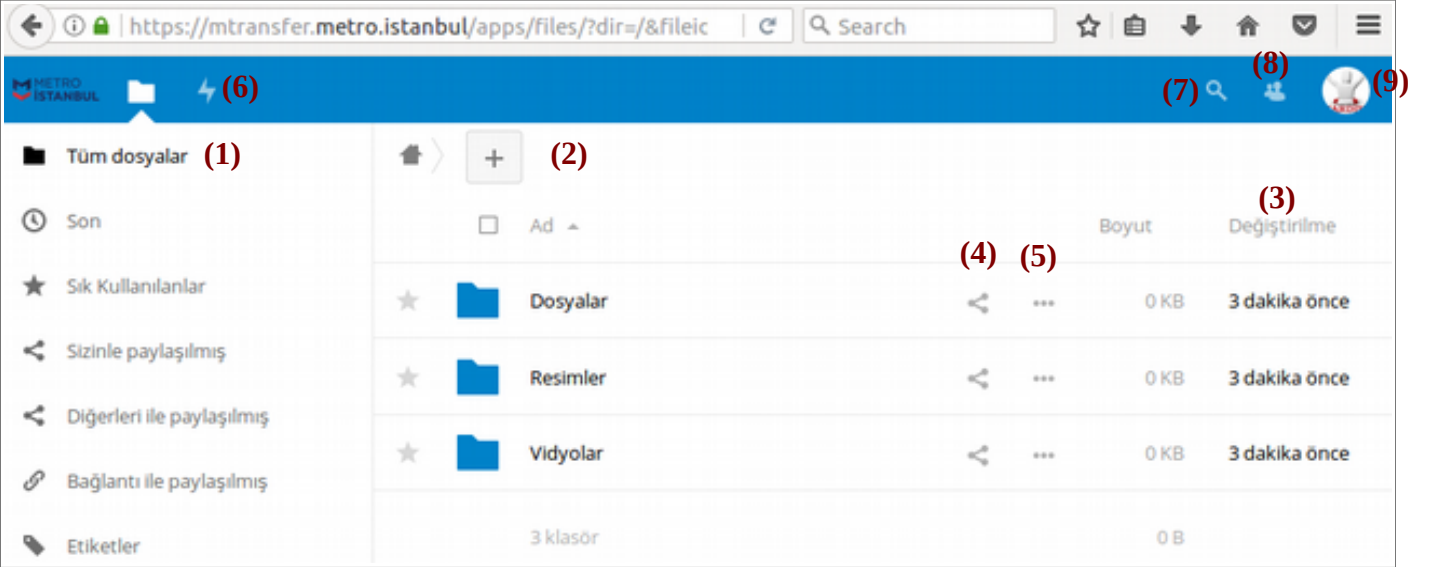 https://mtransfer.metro.istanbul/apps/files/?dir=/&fileic
Search
METRO
İSTANBUL
(6)
(7)
(8)
(9)
Tüm dosyalar (1)
(2)
Son
(3)
Ad
Boyut
Değiştirilme
(4)
(5)
Sık Kullanılanlar
Dosyalar
0 KB
3 dakika önce
Sizinle paylaşılmış
Resimler
0 KB
3 dakika önce
Diğerleri ile paylaşılmış
Vidyolar
0 KB
3 dakika önce
Bağlantı ile paylaşılmış
Etiketler
3 klasör
0 B